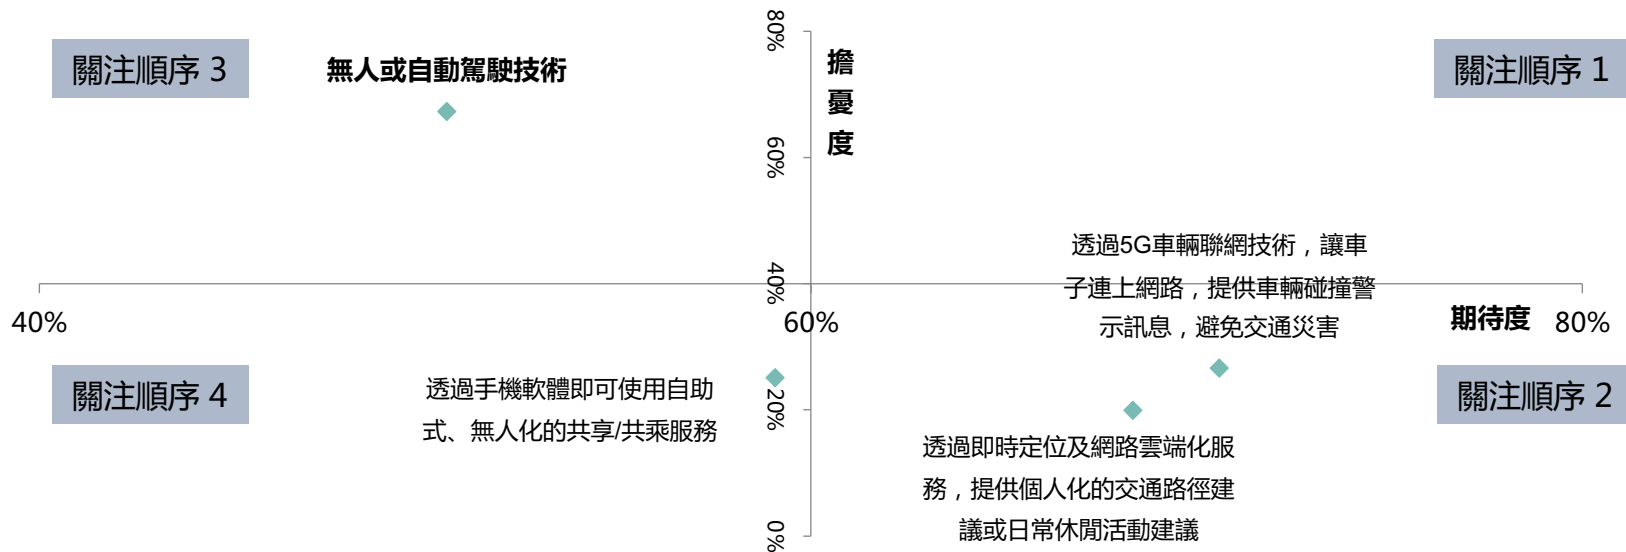 80%
關注順序 3
無人或自動駕駛技術
擔憂度
關注順序 1
60%
透過5G車輛聯網技術，讓車
子連上網路，提供車輛碰撞警
示訊息，避免交通災害
40%
40%
60%
期待度
80%
關注順序 4
透過手機軟體即可使用自助
式、無人化的共享/共乘服務
20%
關注順序 2
透過即時定位及網路雲端化服
務，提供個人化的交通路徑建
議或日常休閒活動建議
0%